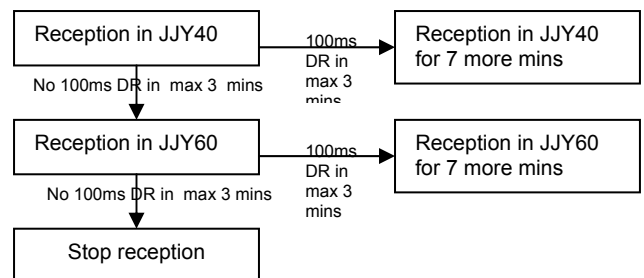 Reception in JJY40
100ms
DR in
max 3
mins
Reception in JJY40
for 7 more mins
No 100ms DR in max 3 mins
Reception in JJY60
100ms
DR in
max 3
mins
Reception in JJY60
for 7 more mins
No 100ms DR in max 3 mins
Stop reception